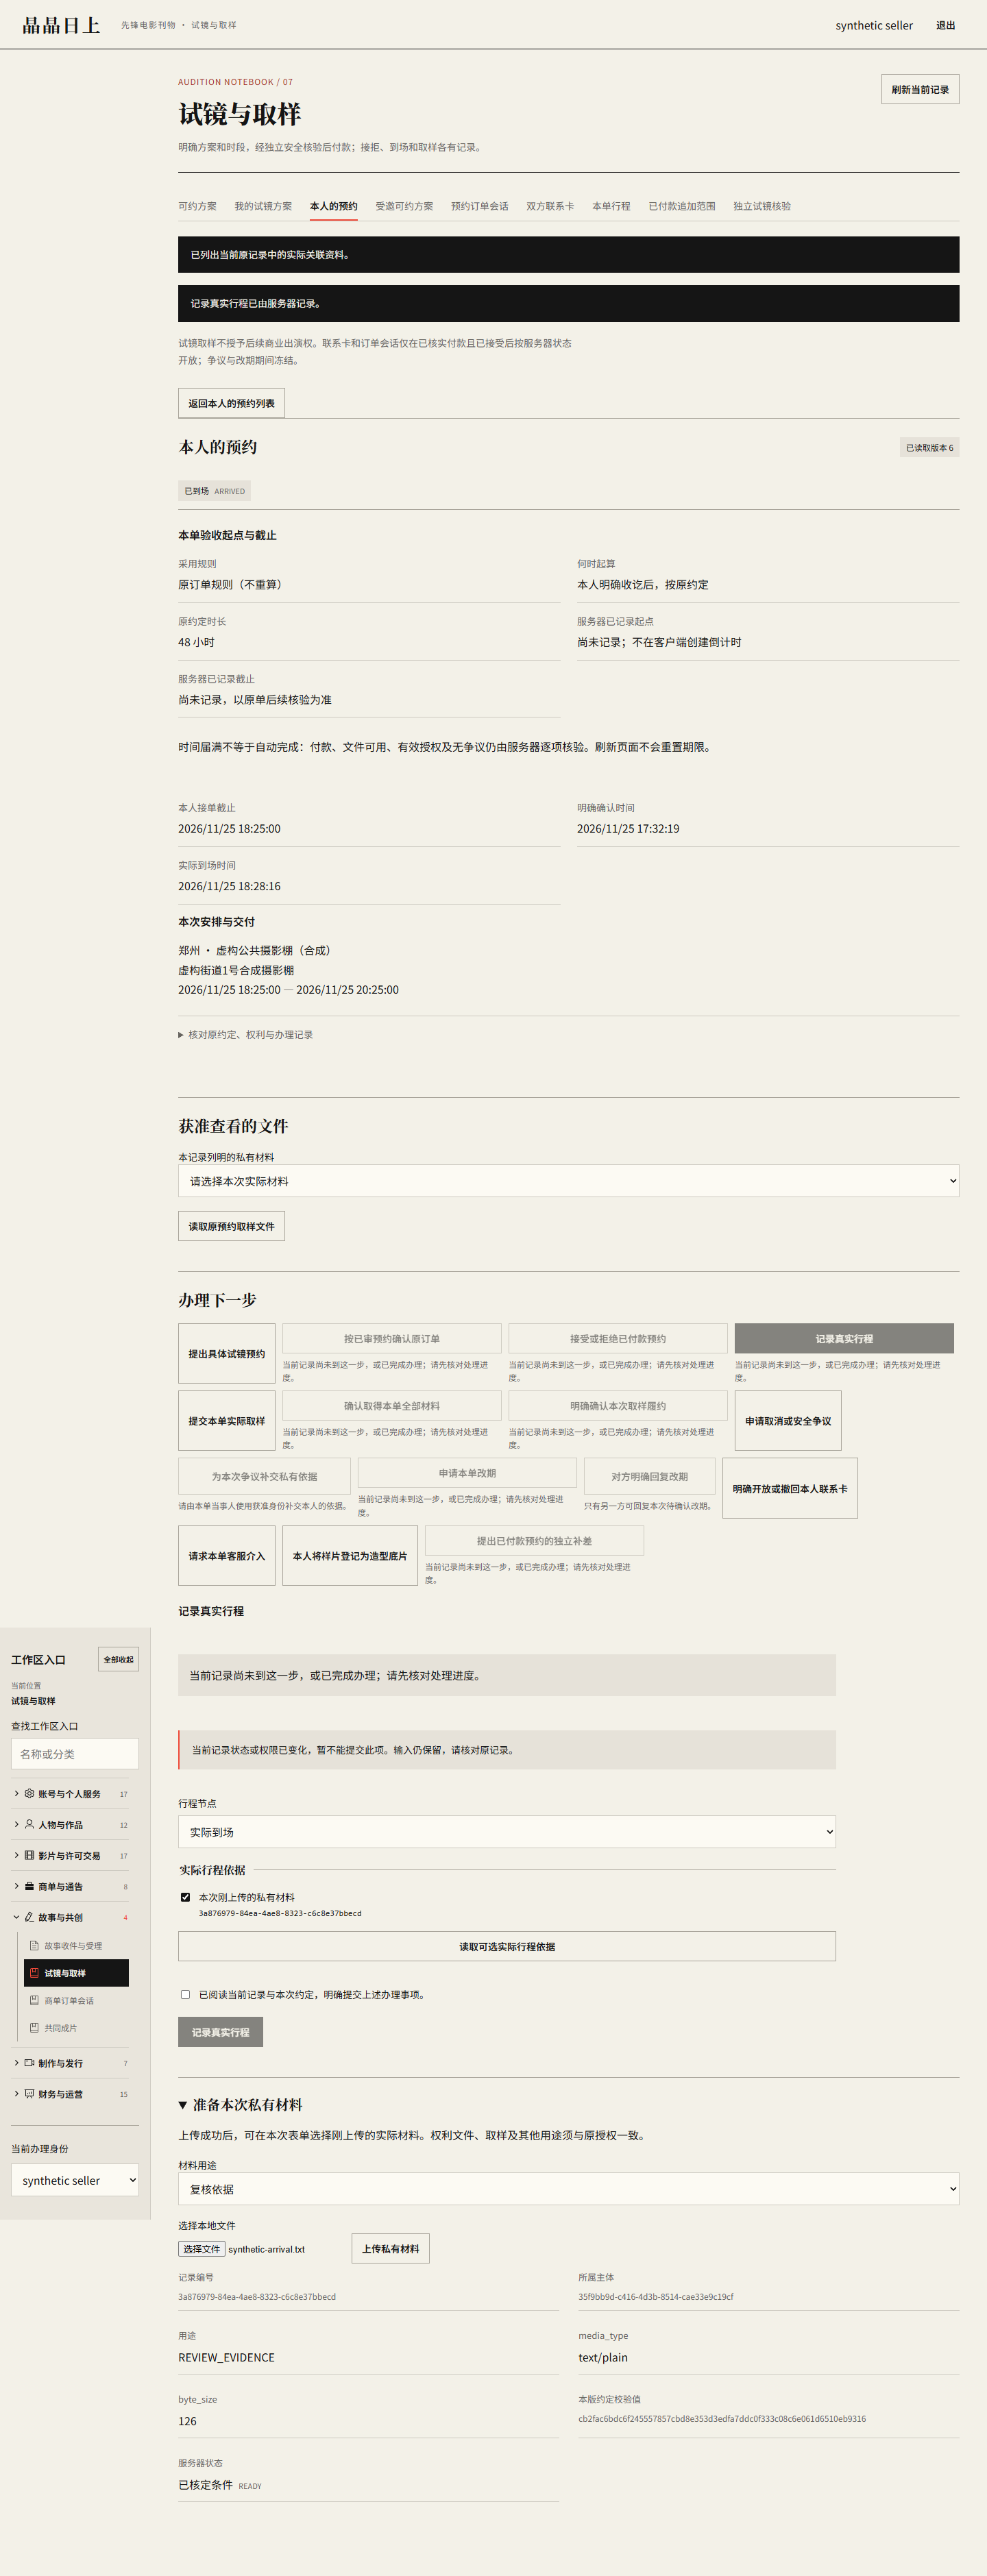 晶晶日上
先锋电影刊物 · 试镜与取样
synthetic seller
退出
AUDITION NOTEBOOK / 07
试镜与取样
刷新当前记录
明确方案和时段，经独立安全核验后付款；接拒、到场和取样各有记录。
可约方案 我的试镜方案 本人的预约 受邀可约方案 预约订单会话 双方联系卡 本单行程 已付款追加范围 独立试镜核验
已列出当前原记录中的实际关联资料。
记录真实行程已由服务器记录。
试镜取样不授予后续商业出演权。联系卡和订单会话仅在已核实付款且已接受后按服务器状态
开放；争议与改期期间冻结。
返回本人的预约列表
本人的预约
已读取版本 6
已到场 ARRIVED
本单验收起点与截止
采用规则
原订单规则（不重算）
何时起算
本人明确收讫后，按原约定
原约定时长
48 小时
服务器已记录起点
尚未记录；不在客户端创建倒计时
服务器已记录截止
尚未记录，以原单后续核验为准
时间届满不等于自动完成：付款、文件可用、有效授权及无争议仍由服务器逐项核验。刷新页面不会重置期限。
本人接单截止
2026/11/25 18:25:00
明确确认时间
2026/11/25 17:32:19
实际到场时间
2026/11/25 18:28:16
本次安排与交付
郑州 · 虚构公共摄影棚（合成）
虚构街道1号合成摄影棚
2026/11/25 18:25:00 — 2026/11/25 20:25:00
▶ 核对原约定、权利与办理记录
获准查看的文件
本记录列明的私有材料
请选择本次实际材料
读取原预约取样文件
办理下一步
提出具体试镜预约
按已审预约确认原订单
当前记录尚未到这一步，或已完成办理；请先核对处理进
度。
接受或拒绝已付款预约
当前记录尚未到这一步，或已完成办理；请先核对处理进
度。
记录真实行程
当前记录尚未到这一步，或已完成办理；请先核对处理进
度。
提交本单实际取样
确认取得本单全部材料
当前记录尚未到这一步，或已完成办理；请先核对处理进
度。
明确确认本次取样履约
当前记录尚未到这一步，或已完成办理；请先核对处理进
度。
申请取消或安全争议
为本次争议补交私有依据
请由本单当事人使用获准身份补交本人的依据。
申请本单改期
当前记录尚未到这一步，或已完成办理；请先核对处理进
度。
对方明确回复改期
只有另一方可回复本次待确认改期。
明确开放或撤回本人联系卡
请求本单客服介入
本人将样片登记为造型底片
提出已付款预约的独立补差
当前记录尚未到这一步，或已完成办理；请先核对处理进
度。
记录真实行程
当前记录尚未到这一步，或已完成办理；请先核对处理进度。
当前记录状态或权限已变化，暂不能提交此项。输入仍保留，请核对原记录。
行程节点
实际到场
实际行程依据
本次刚上传的私有材料
3a876979-84ea-4ae8-8323-c6c8e37bbecd
读取可选实际行程依据
已阅读当前记录与本次约定，明确提交上述办理事项。
记录真实行程
▼ 准备本次私有材料
上传成功后，可在本次表单选择刚上传的实际材料。权利文件、取样及其他用途须与原授权一致。
材料用途
复核依据
选择本地文件
选择文件 synthetic-arrival.txt
上传私有材料
记录编号
3a876979-84ea-4ae8-8323-c6c8e37bbecd
所属主体
35f9bb9d-c416-4d3b-8514-cae33e9c19cf
用途
REVIEW_EVIDENCE
media_type
text/plain
byte_size
126
本版约定校验值
cb2fac6bdc6f245557857cbd8e353d3edfa7ddc0f333c08c6e061d6510eb9316
服务器状态
已核定条件 READY
工作区入口
全部收起
当前位置
试镜与取样
查找工作区入口
名称或分类
账号与个人服务 17
人物与作品 12
影片与许可交易 17
商单与通告 8
故事与共创 4
故事收件与受理
试镜与取样
商单订单会话
共同成片
制作与发行 7
财务与运营 15
当前办理身份
synthetic seller